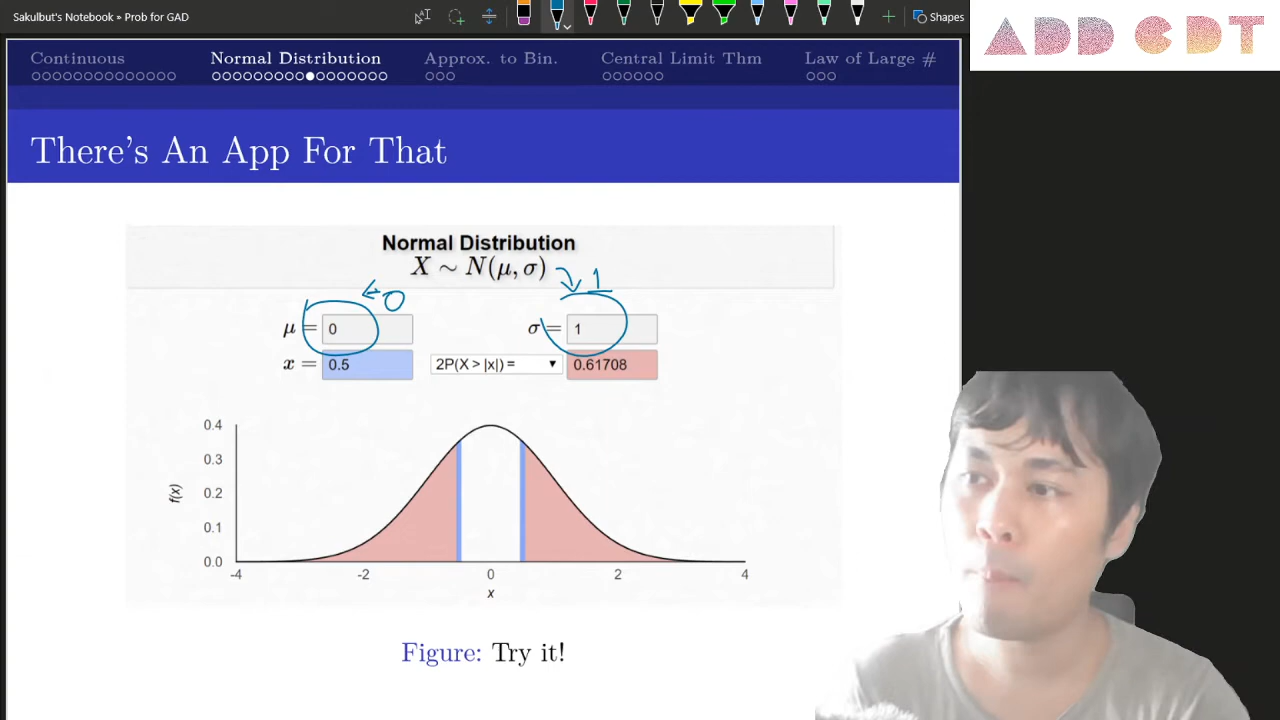 Sakulbut's Notebook » Prob for GAD
Shapes
ADD CDT
Continuous Normal Distribution Approx. to Bin. Central Limit Thm Law of Large #
There's An App For That
Normal Distribution
X ~ N(μ, σ)
0 1
μ = 0 σ = 1
x = 0.5 2P(X > |x|) = 0.61708
0.4
0.3
0.2
0.1
0.0
f(x)
-4 -2 0 2 4
x
Figure: Try it!